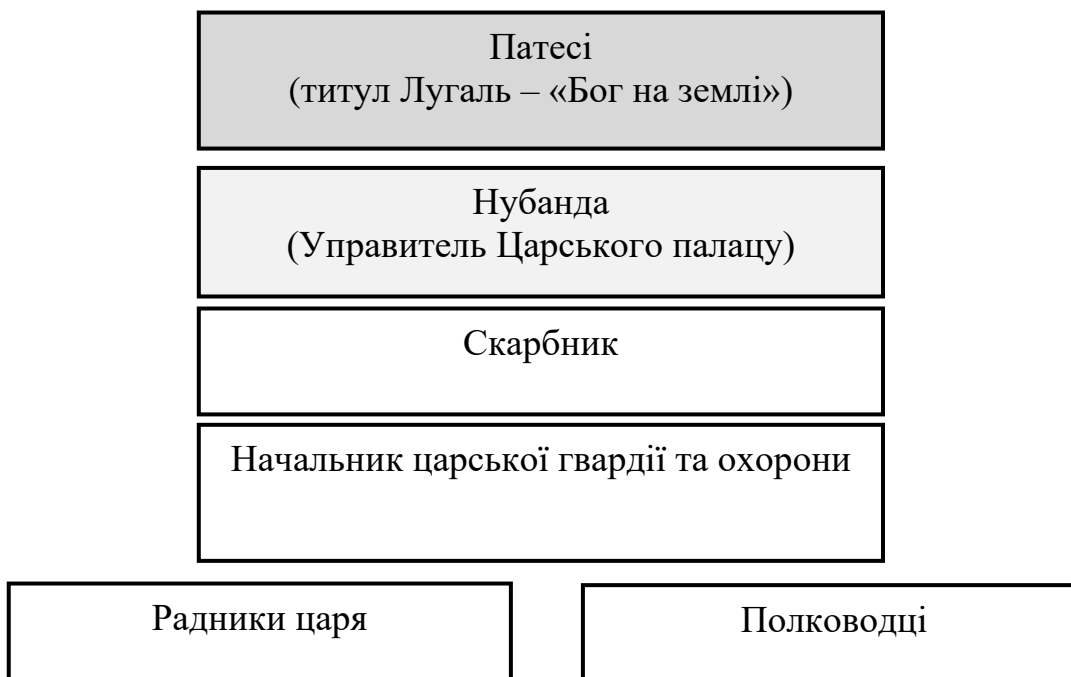 Патесі
(титул Лугаль – «Бог на землі»)
Нубанда
(Управитель Царського палацу)
Скарбник
Начальник царської гвардії та охорони
Радники царя
Полководці